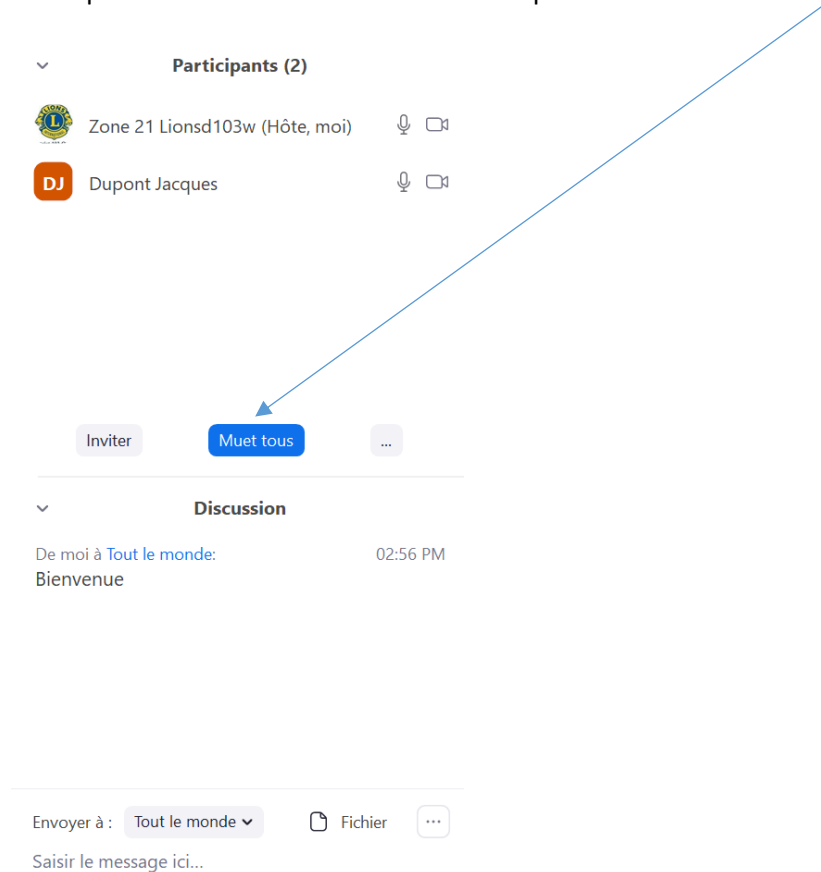 Participants (2)
Zone 21 Lionsd103w (Hôte, moi)
DJ Dupont Jacques
Inviter Muet tous ...
Discussion
De moi à Tout le monde: 02:56 PM
Bienvenue
Envoyer à : Tout le monde Fichier ...
Saisir le message ici...